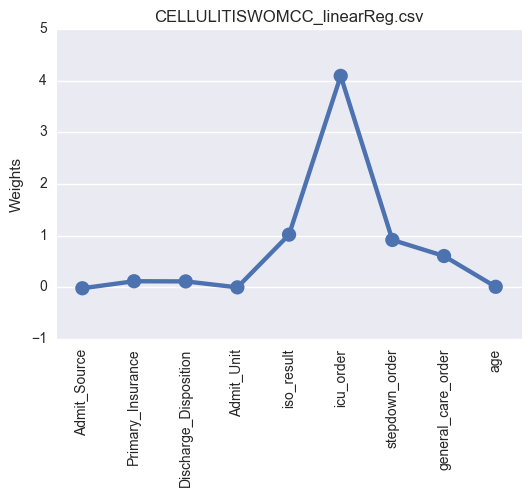 CELLULITISWOMCC_linearReg.csv
5
4
3
2
1
0
−1
Weights
Admit_Source
Primary_Insurance
Discharge_Disposition
Admit_Unit
iso_result
icu_order
stepdown_order
general_care_order
age